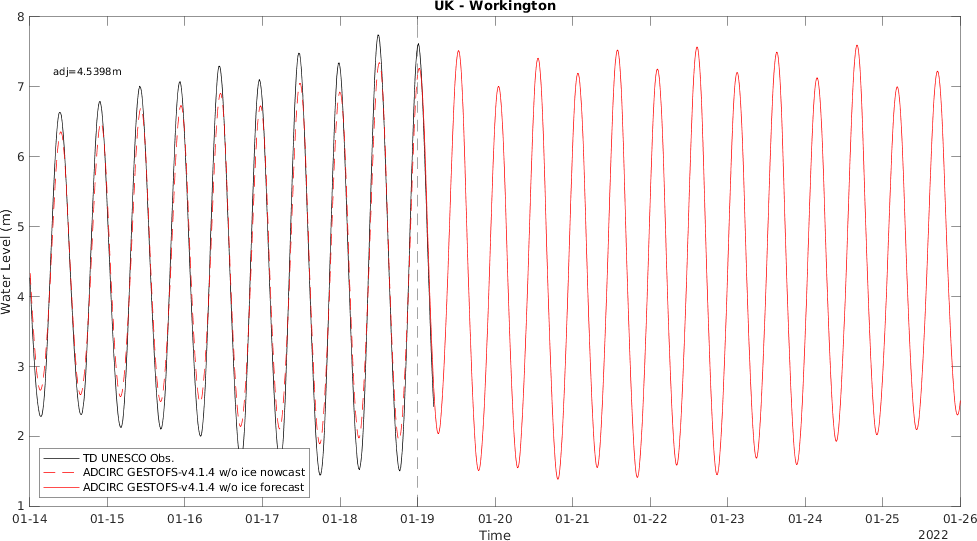 UK - Workington
8
adj=4.5398m
7
6
5
Water Level (m)
4
3
2
TD UNESCO Obs.
ADCIRC GESTOFS-v4.1.4 w/o ice nowcast
ADCIRC GESTOFS-v4.1.4 w/o ice forecast
1
01-14 01-15 01-16 01-17 01-18 01-19 01-20 01-21 01-22 01-23 01-24 01-25 01-26
Time
2022